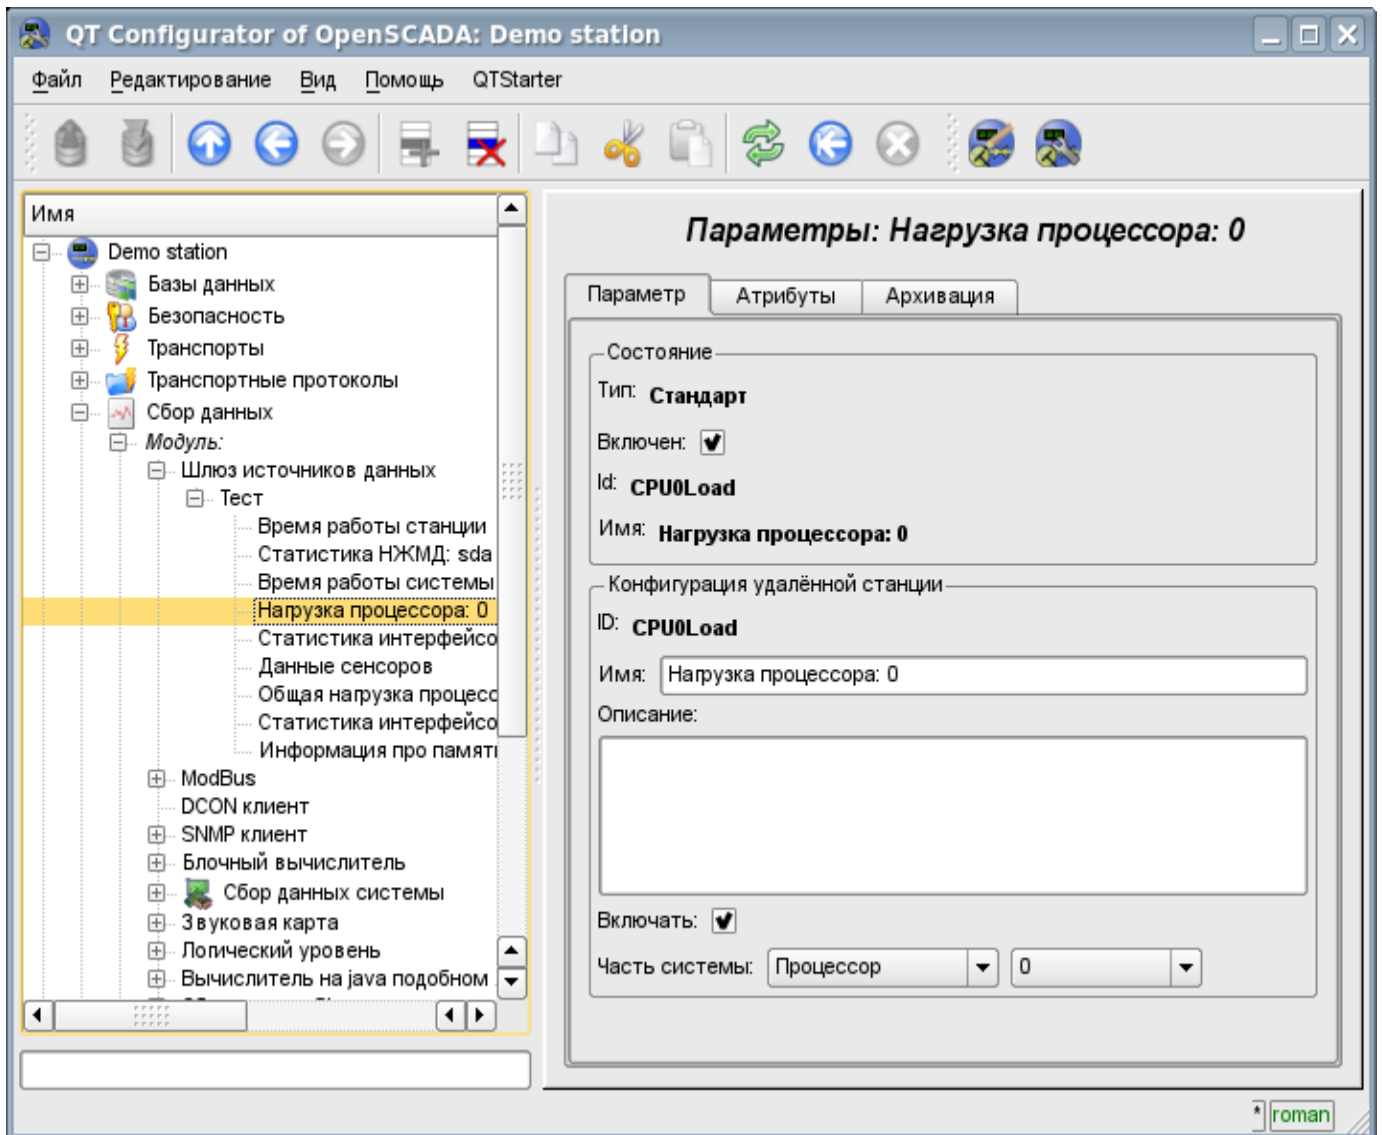 QT Configurator of OpenSCADA: Demo station
Файл Редактирование Вид Помощь QTStarter
Имя
Demo station
Базы данных
Безопасность
Транспорты
Транспортные протоколы
Сбор данных
Модуль:
Шлюз источников данных
Тест
Время работы станции
Статистика НЖМД: sda
Время работы системы
Нагрузка процессора: 0
Статистика интерфейсо
Данные сенсоров
Общая нагрузка процесс
Статистика интерфейсо
Информация про памят
ModBus
DCON клиент
SNMP клиент
Блочный вычислитель
Сбор данных системы
Звуковая карта
Логический уровень
Вычислитель на java подобном
Параметры: Нагрузка процессора: 0
Параметр Атрибуты Архивация
Состояние
Тип: Стандарт
Включен:
Id: CPU0Load
Имя: Нагрузка процессора: 0
Конфигурация удалённой станции
ID: CPU0Load
Имя: Нагрузка процессора: 0
Описание:
Включать:
Часть системы: Процессор 0
* roman